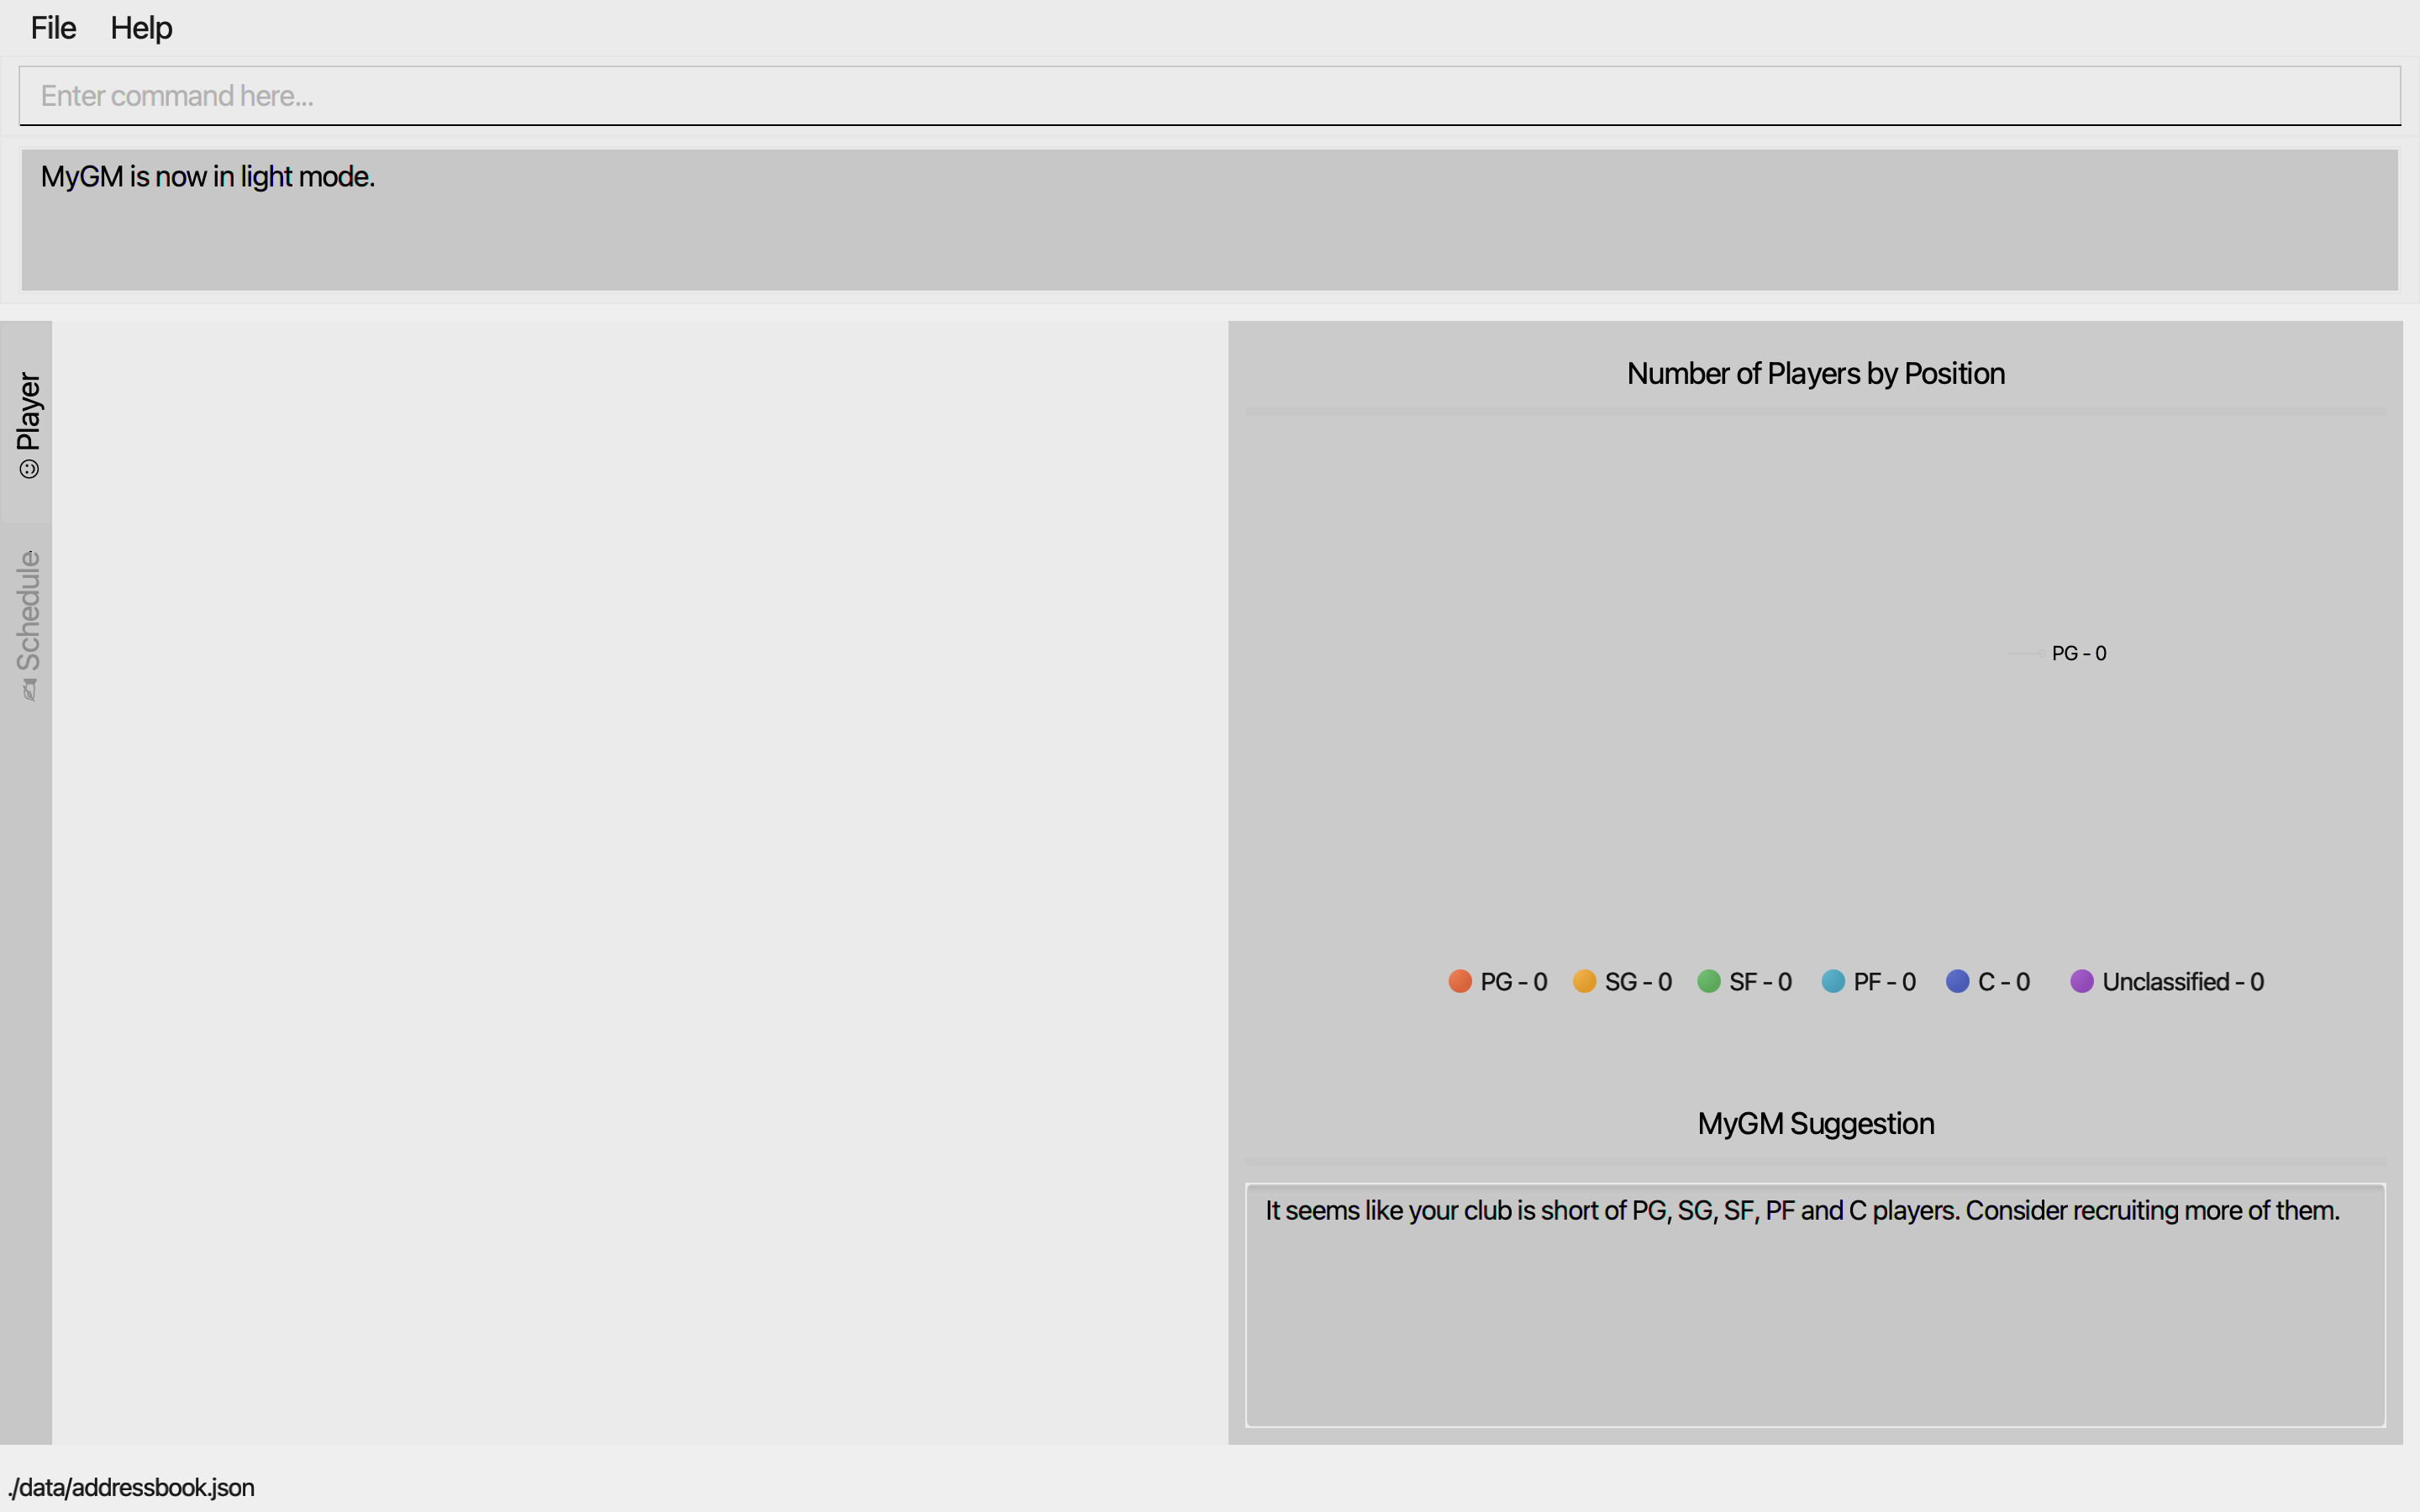 File Help
Enter command here...
MyGM is now in light mode.
☺ Player
✍ Schedule
Number of Players by Position
PG - 0
PG - 0 SG - 0 SF - 0 PF - 0 C - 0 Unclassified - 0
MyGM Suggestion
It seems like your club is short of PG, SG, SF, PF and C players. Consider recruiting more of them.
./data/addressbook.json